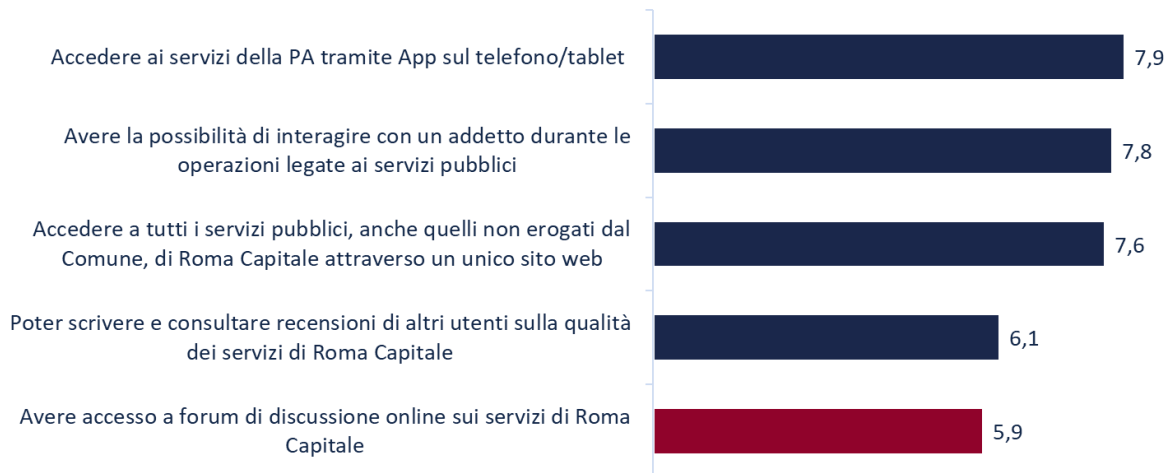 Accedere ai servizi della PA tramite App sul telefono/tablet
7,9
Avere la possibilità di interagire con un addetto durante le
operazioni legate ai servizi pubblici
7,8
Accedere a tutti i servizi pubblici, anche quelli non erogati dal
Comune, di Roma Capitale attraverso un unico sito web
7,6
Poter scrivere e consultare recensioni di altri utenti sulla qualità
dei servizi di Roma Capitale
6,1
Avere accesso a forum di discussione online sui servizi di Roma
Capitale
5,9